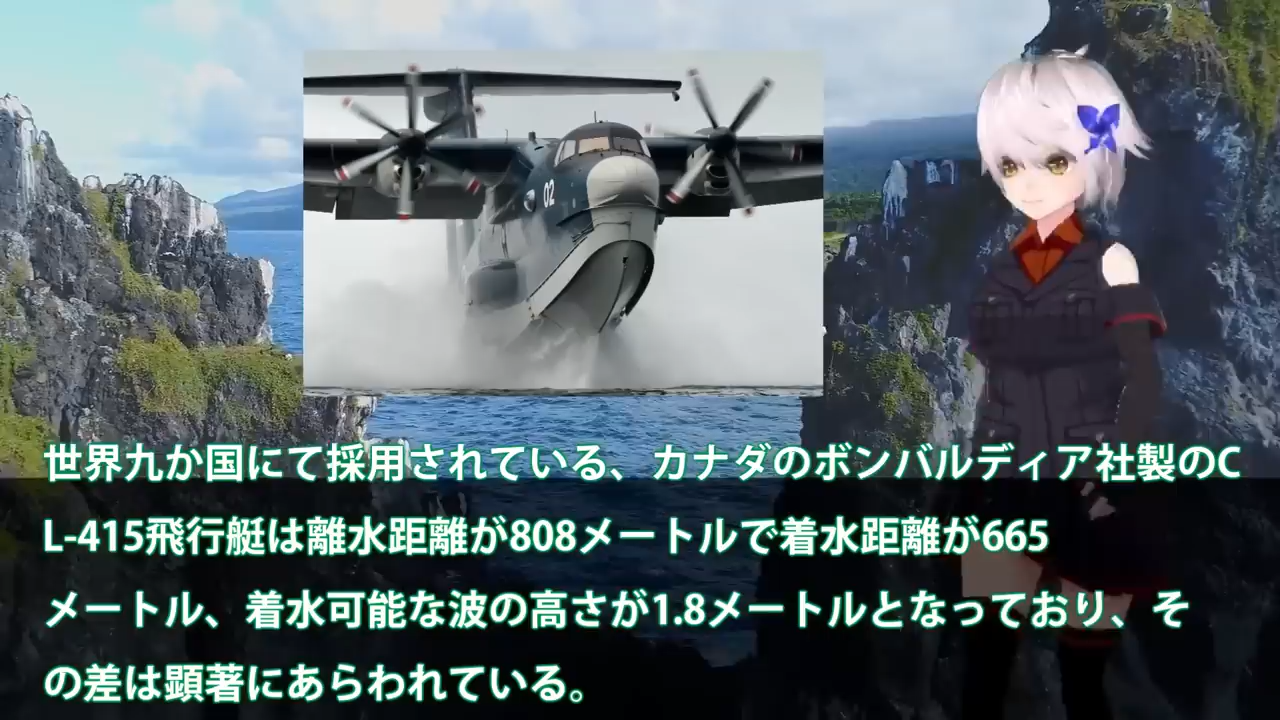 02
世界九か国にて採用されている、カナダのボンバルディア社製のC
L-415飛行艇は離水距離が808メートルで着水距離が665
メートル、着水可能な波の高さが1.8メートルとなっており、そ
の差は顕著にあらわれている。